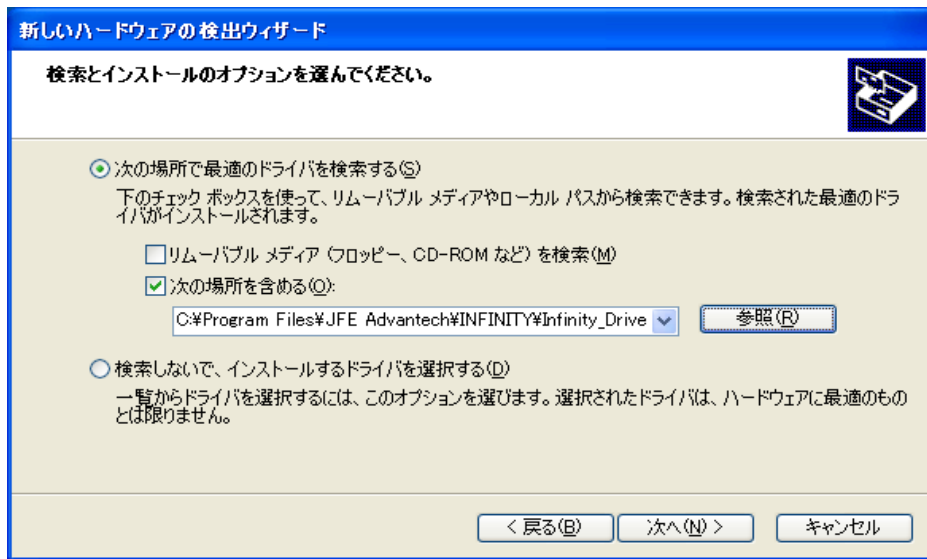 新しいハードウェアの検出ウィザード
検索とインストールのオプションを選んでください。
次の場所で最適のドライバを検索する(S)
下のチェック ボックスを使って、リムーバブル メディアやローカル パスから検索できます。検索された最適のドラ
イバがインストールされます。
リムーバブル メディア (フロッピー、CD-ROM など) を検索(M)
次の場所を含める(O):
C:¥Program Files¥JFE Advantech¥INFINITY¥Infinity_Drive
参照(R)
検索しないで、インストールするドライバを選択する(D)
一覧からドライバを選択するには、このオプションを選びます。選択されたドライバは、ハードウェアに最適のもの
とは限りません。
< 戻る(B)
次へ(N) >
キャンセル